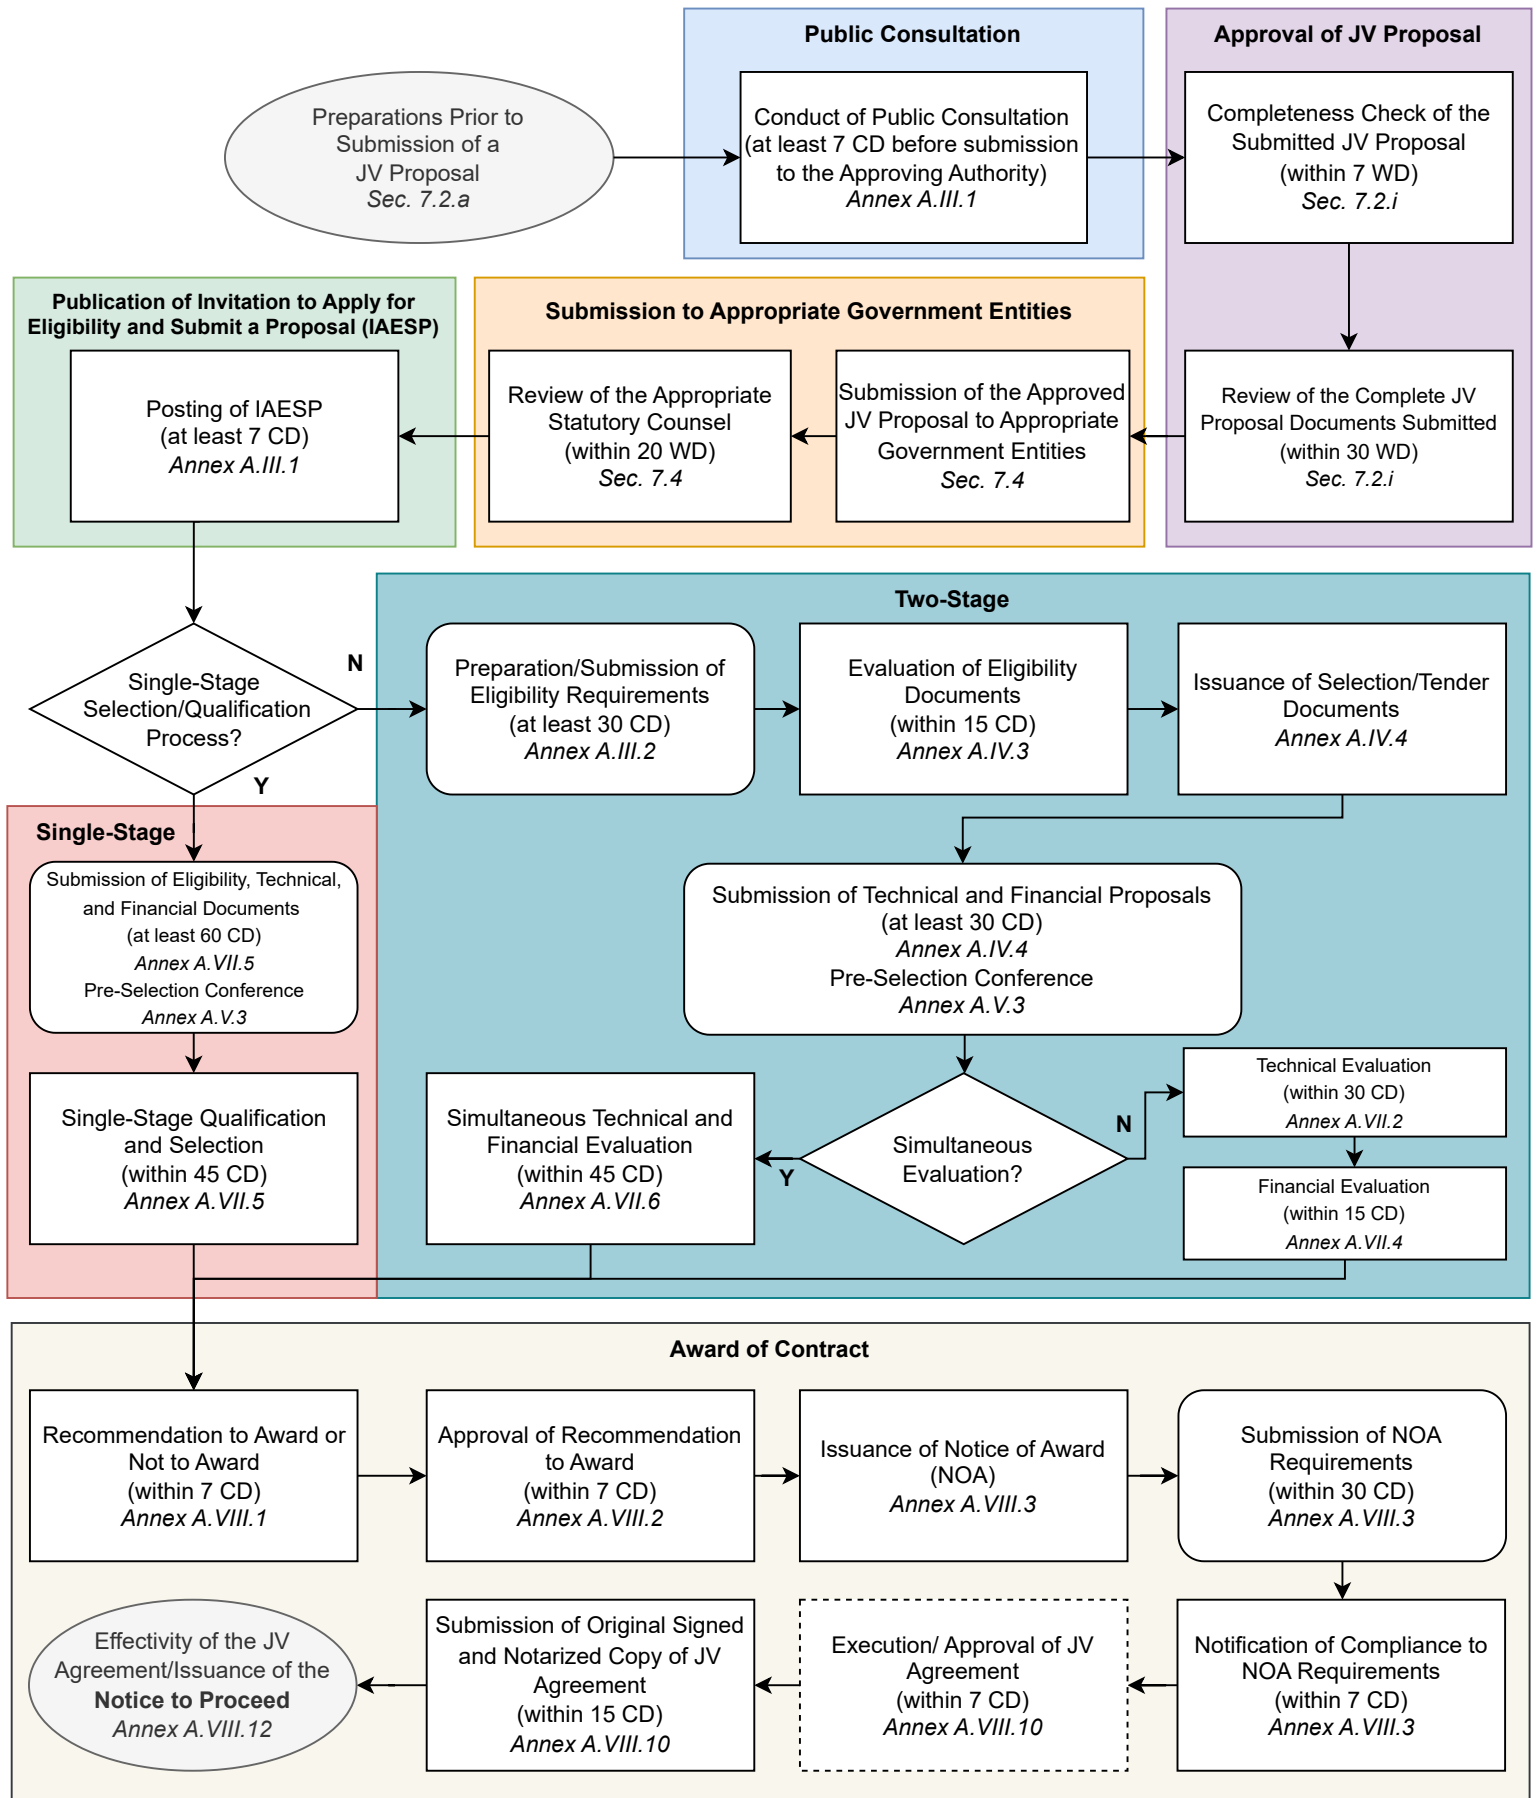 Public Consultation
Approval of JV Proposal
Preparations Prior to
Submission of a
JV Proposal
Sec. 7.2.a
Conduct of Public Consultation
(at least 7 CD before submission
to the Approving Authority)
Annex A.III.1
Completeness Check of the
Submitted JV Proposal
(within 7 WD)
Sec. 7.2.i
Publication of Invitation to Apply for
Eligibility and Submit a Proposal (IAESP)
Submission to Appropriate Government Entities
Posting of IAESP
(at least 7 CD)
Annex A.III.1
Review of the Appropriate
Statutory Counsel
(within 20 WD)
Sec. 7.4
Submission of the Approved
JV Proposal to Appropriate
Government Entities
Sec. 7.4
Review of the Complete JV
Proposal Documents Submitted
(within 30 WD)
Sec. 7.2.i
Two-Stage
Single-Stage
Selection/Qualification
Process?
N
Y
Preparation/Submission of
Eligibility Requirements
(at least 30 CD)
Annex A.III.2
Evaluation of Eligibility
Documents
(within 15 CD)
Annex A.IV.3
Issuance of Selection/Tender
Documents
Annex A.IV.4
Single-Stage
Submission of Eligibility, Technical,
and Financial Documents
(at least 60 CD)
Annex A.VII.5
Pre-Selection Conference
Annex A.V.3
Submission of Technical and Financial Proposals
(at least 30 CD)
Annex A.IV.4
Pre-Selection Conference
Annex A.V.3
Single-Stage Qualification
and Selection
(within 45 CD)
Annex A.VII.5
Simultaneous Technical and
Financial Evaluation
(within 45 CD)
Annex A.VII.6
Y
Simultaneous
Evaluation?
N
Technical Evaluation
(within 30 CD)
Annex A.VII.2
Financial Evaluation
(within 15 CD)
Annex A.VII.4
Award of Contract
Recommendation to Award or
Not to Award
(within 7 CD)
Annex A.VIII.1
Approval of Recommendation
to Award
(within 7 CD)
Annex A.VIII.2
Issuance of Notice of Award
(NOA)
Annex A.VIII.3
Submission of NOA
Requirements
(within 30 CD)
Annex A.VIII.3
Effectivity of the JV
Agreement/Issuance of the
Notice to Proceed
Annex A.VIII.12
Submission of Original Signed
and Notarized Copy of JV
Agreement
(within 15 CD)
Annex A.VIII.10
Execution/ Approval of JV
Agreement
(within 7 CD)
Annex A.VIII.10
Notification of Compliance to
NOA Requirements
(within 7 CD)
Annex A.VIII.3